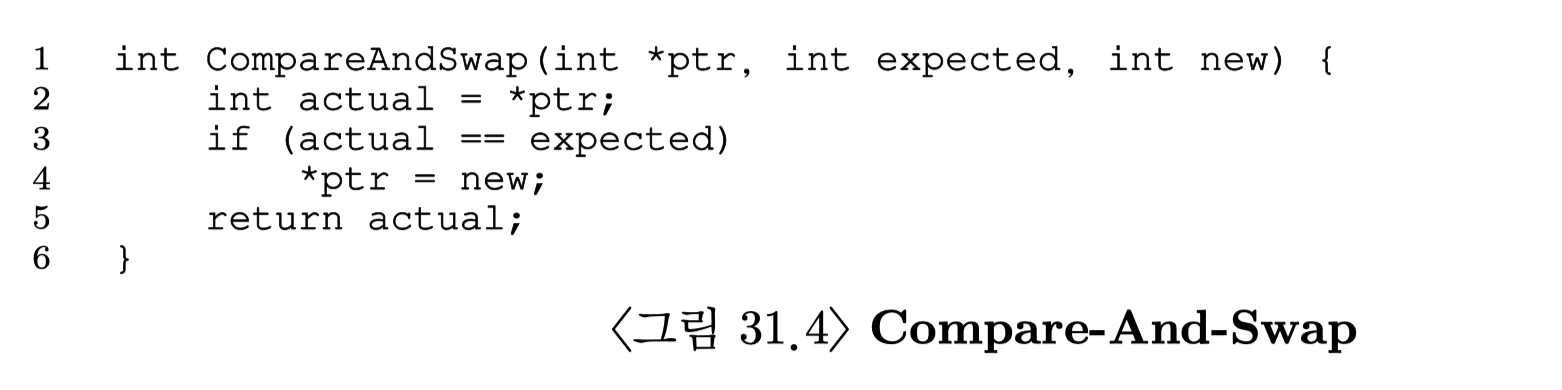 1 int CompareAndSwap(int *ptr, int expected, int new) {
2 int actual = *ptr;
3 if (actual == expected)
4 *ptr = new;
5 return actual;
6 }
〈그림 31.4〉 Compare-And-Swap